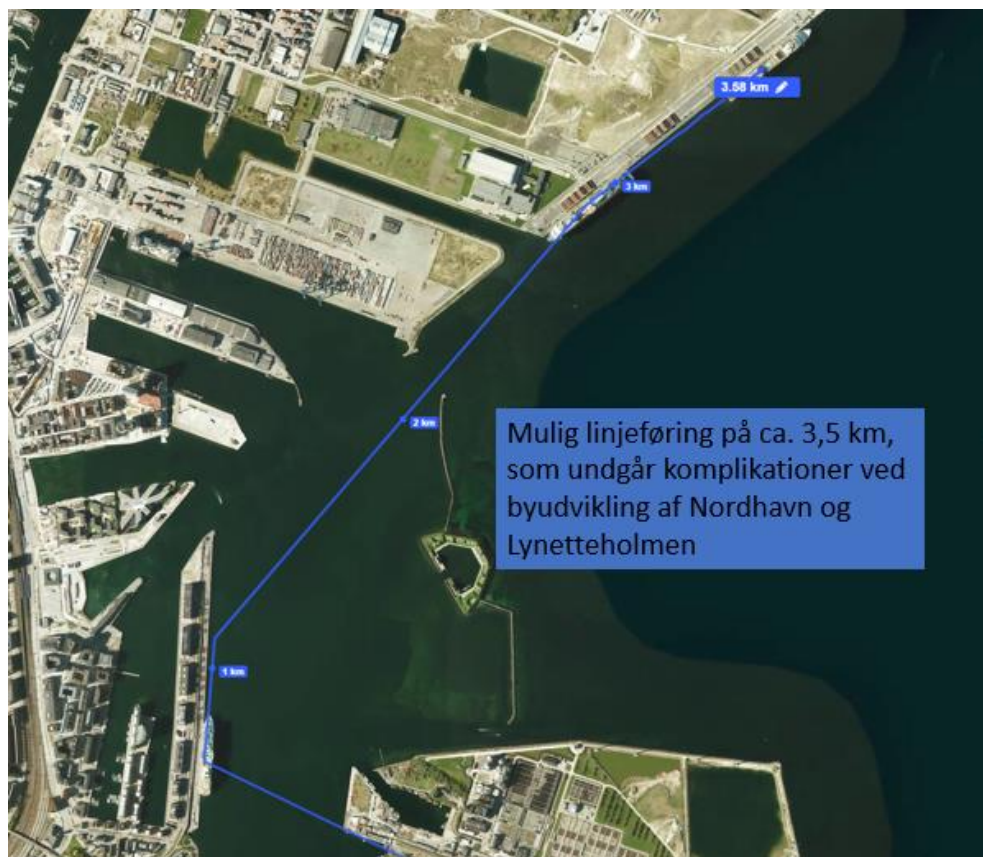 3.58 km
3 km
2 km
Mulig linjeføring på ca. 3,5 km,
som undgår komplikationer ved
byudvikling af Nordhavn og
Lynetteholmen
1 km